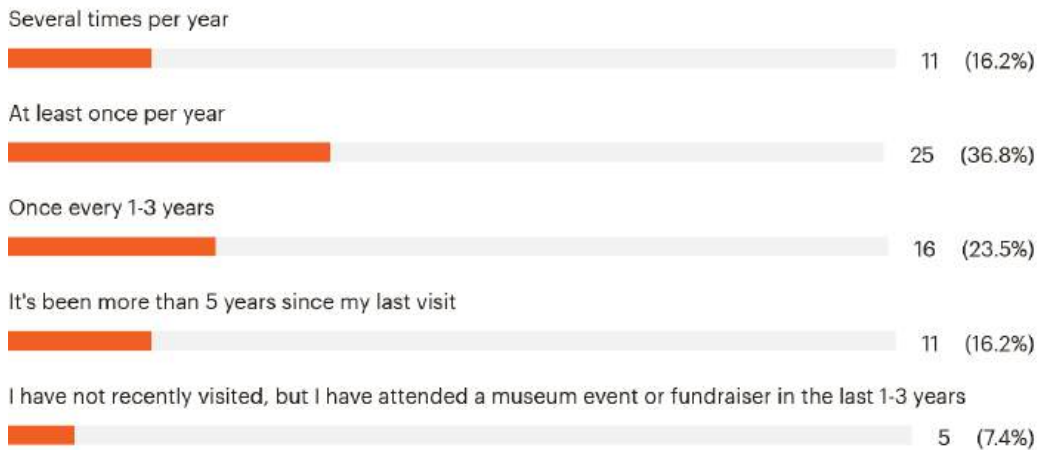 Several times per year
11 (16.2%)
At least once per year
25 (36.8%)
Once every 1-3 years
16 (23.5%)
It's been more than 5 years since my last visit
11 (16.2%)
I have not recently visited, but I have attended a museum event or fundraiser in the last 1-3 years
5 (7.4%)